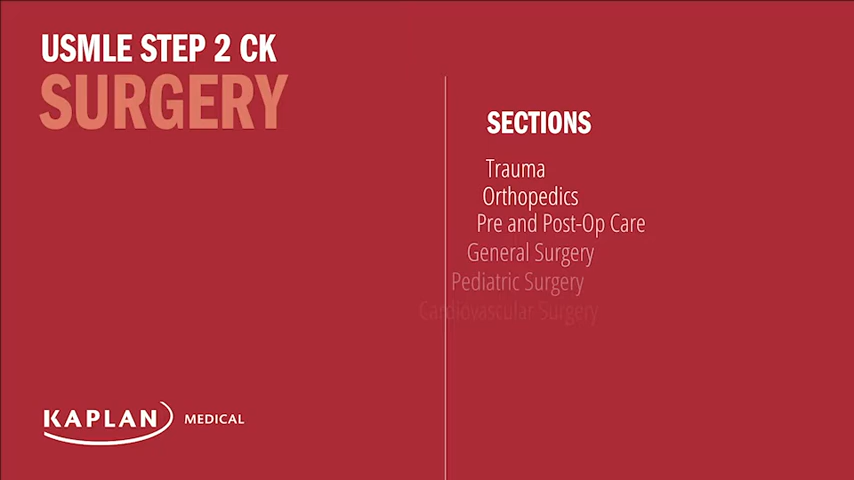 USMLE STEP 2 CK
SURGERY
SECTIONS
Trauma
Orthopedics
Pre and Post-Op Care
General Surgery
Pediatric Surgery
Cardiovascular Surgery
KAPLAN MEDICAL